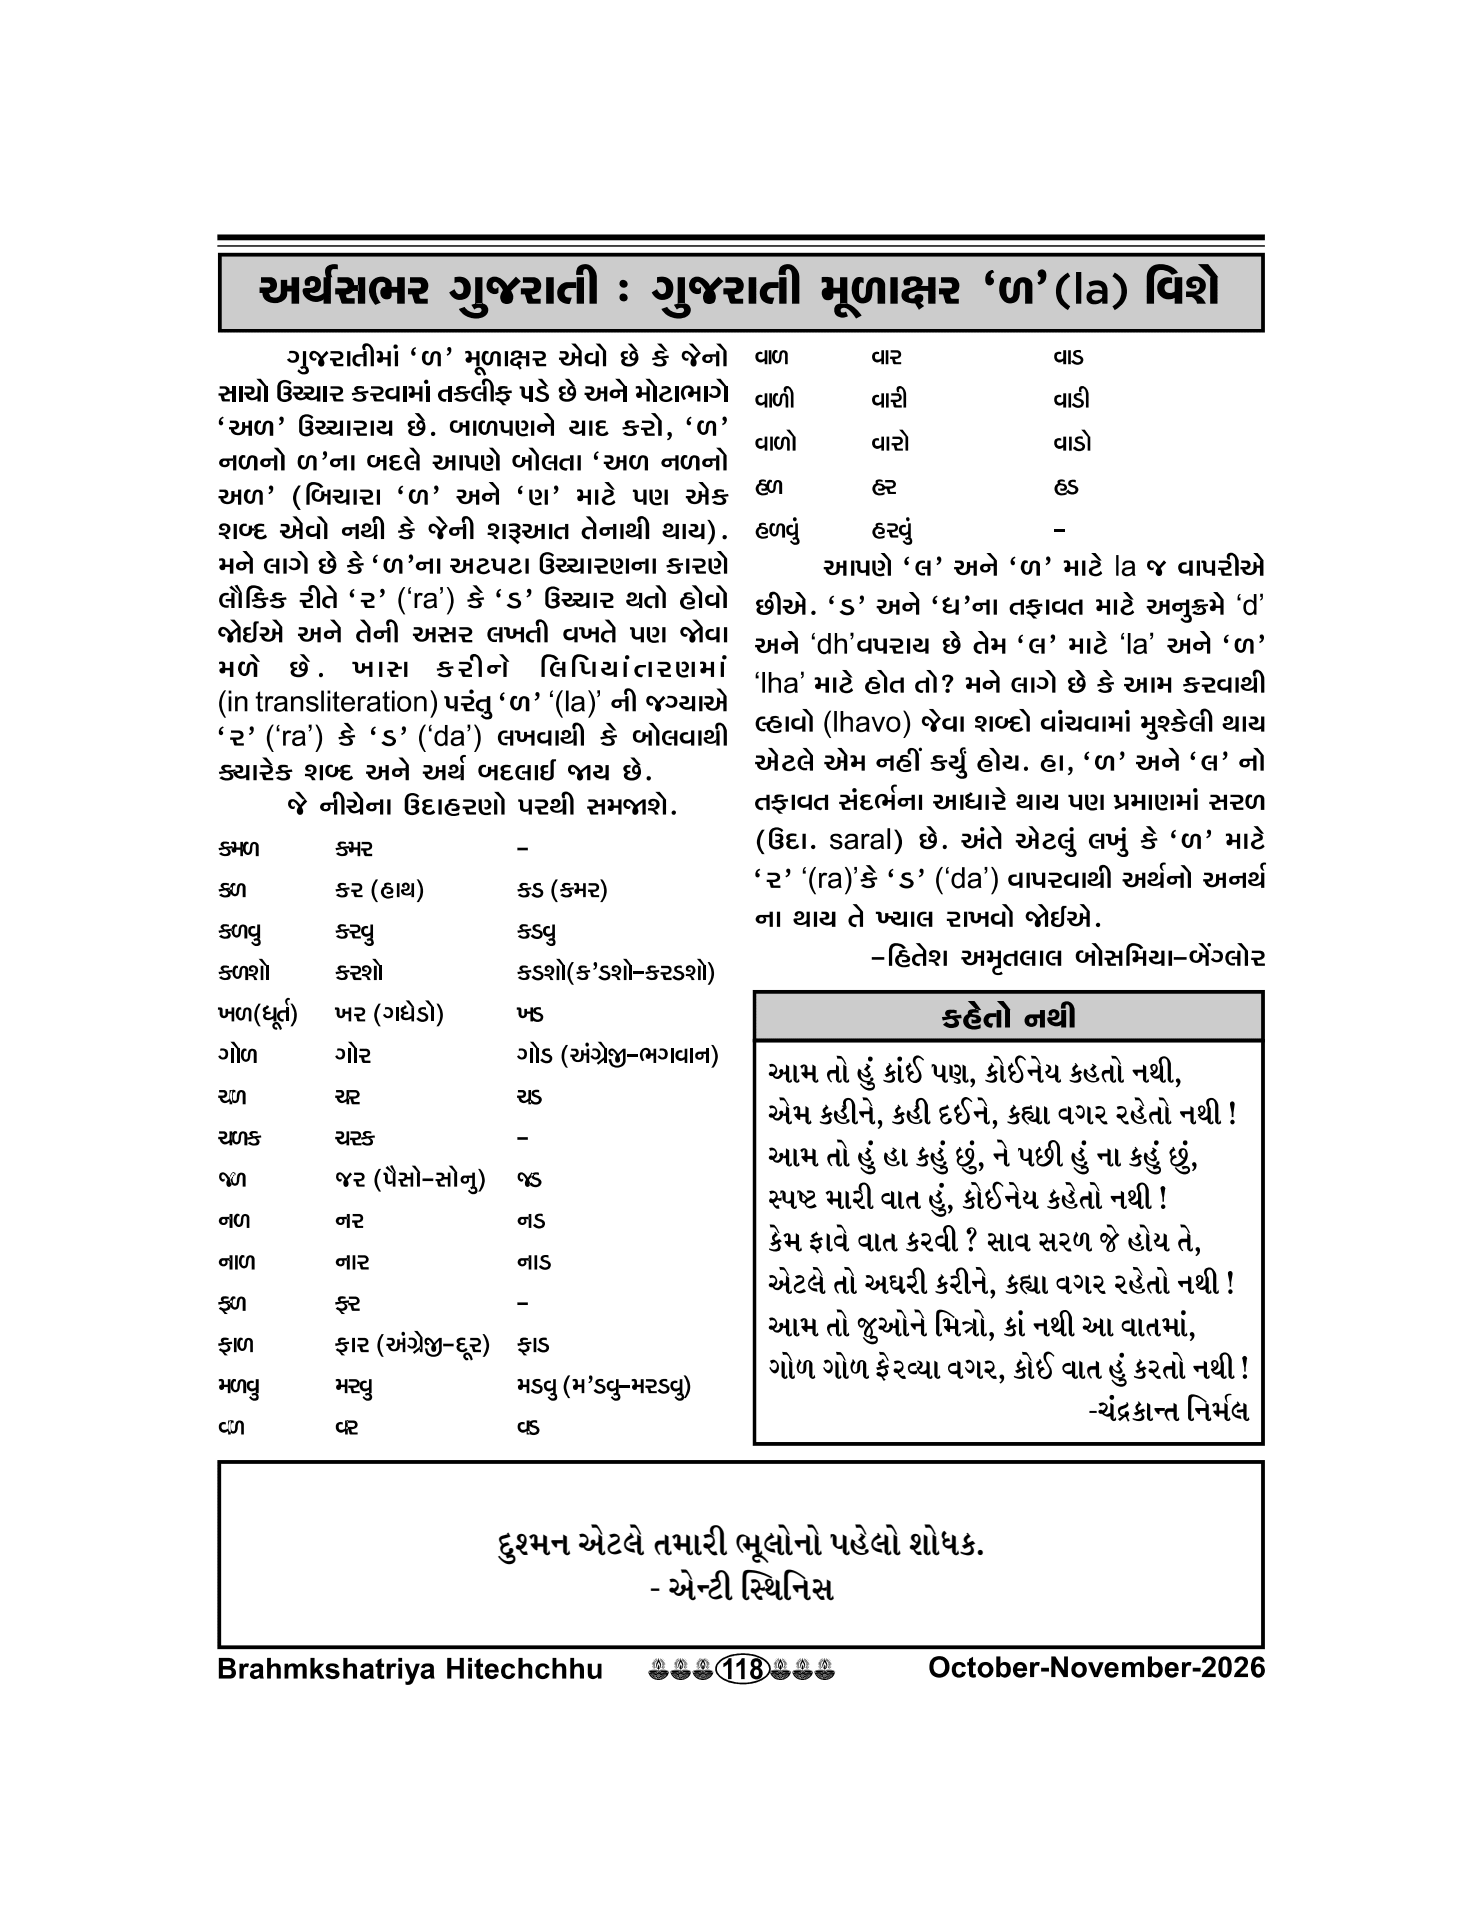 અર્થસભર ગુજરાતી : ગુજરાતી મૂળાક્ષર ‘ળ’(la) વિશે
ગુજરાતીમાં ‘ળ’ મૂળાક્ષર એવો છે કે જેનો
સાચો ઉચ્ચાર કરવામાં તકલીફ પડે છે અને મોટાભાગે
‘અળ’ ઉચ્ચારાય છે. બાળપણને યાદ કરો, ‘ળ’
નળનો ળ’ના બદલે આપણે બોલતા ‘અળ નળનો
અળ’ (બિચારા ‘ળ’ અને ‘ણ’ માટે પણ એક
શબ્દ એવો નથી કે જેની શરૂઆત તેનાથી થાય).
મને લાગે છે કે ‘ળ’ના અટપટા ઉચ્ચારણના કારણે
લૌકિક રીતે ‘ર’ (‘ra’) કે ‘ડ’ ઉચ્ચાર થતો હોવો
જોઈએ અને તેની અસર લખતી વખતે પણ જોવા
મળે છે. ખાસ કરીનો લિપિયાંતરણમાં
(in transliteration) પરંતુ ‘ળ’ ‘(la)’ ની જગ્યાએ
‘ર’ (‘ra’) કે ‘ડ’ (‘da’) લખવાથી કે બોલવાથી
ક્યારેક શબ્દ અને અર્થ બદલાઈ જાય છે.
જે નીચેના ઉદાહરણો પરથી સમજાશે.
કમળ કમર –
કળ કર (હાથ) કડ (કમર)
કળવુ કરવુ કડવુ
કળશો કરશો કડશો(ક’ડશો–કરડશો)
ખળ(ધૂર્ત) ખર (ગધેડો) ખડ
ગોળ ગોર ગોડ (અંગ્રેજી–ભગવાન)
ચળ ચર ચડ
ચળક ચરક –
જળ જર (પૈસો–સોનુ) જડ
નળ નર નડ
નાળ નાર નાડ
ફળ ફર –
ફાળ ફાર (અંગ્રેજી–દૂર) ફાડ
મળવુ મરવુ મડવુ (મ’ડવુ–મરડવુ)
વળ વર વડ
વાળ વાર વાડ
વાળી વારી વાડી
વાળો વારો વાડો
હળ હર હડ
હળવું હરવું –
આપણે ‘લ’ અને ‘ળ’ માટે la જ વાપરીએ
છીએ. ‘ડ’ અને ‘ધ’ના તફાવત માટે અનુક્રમે ‘d’
અને ‘dh’વપરાય છે તેમ ‘લ’ માટે ‘la’ અને ‘ળ’
‘lha’ માટે હોત તો? મને લાગે છે કે આમ કરવાથી
લ્હાવો (lhavo) જેવા શબ્દો વાંચવામાં મુશ્કેલી થાય
એટલે એમ નહીં કર્યું હોય. હા, ‘ળ’ અને ‘લ’ નો
તફાવત સંદર્ભના આધારે થાય પણ પ્રમાણમાં સરળ
(ઉદા. saral) છે. અંતે એટલું લખું કે ‘ળ’ માટે
‘ર’ ‘(ra)’કે ‘ડ’ (‘da’) વાપરવાથી અર્થનો અનર્થ
ના થાય તે ખ્યાલ રાખવો જોઈએ.
–હિતેશ અમૃતલાલ બોસમિયા–બેંગ્લોર
કહેતો નથી
આમ તો હું કાંઈ પણ, કોઈનેય કહતો નથી,
એમ કહીને, કહી દઈને, કહ્યા વગર રહેતો નથી !
આમ તો હું હા કહું છું, ને પછી હું ના કહું છું,
સ્પષ્ટ મારી વાત હું, કોઈનેય કહેતો નથી !
કેમ ફાવે વાત કરવી ? સાવ સરળ જે હોય તે,
એટલે તો અઘરી કરીને, કહ્યા વગર રહેતો નથી !
આમ તો જુઓને મિત્રો, કાં નથી આ વાતમાં,
ગોળ ગોળ ફેરવ્યા વગર, કોઈ વાત હું કરતો નથી !
-ચંદ્રકાન્ત નિર્મલ
દુશ્મન એટલે તમારી ભૂલોનો પહેલો શોધક.
- એન્ટી સ્થિનિસ
Brahmkshatriya Hitechchhu 118 October-November-2026